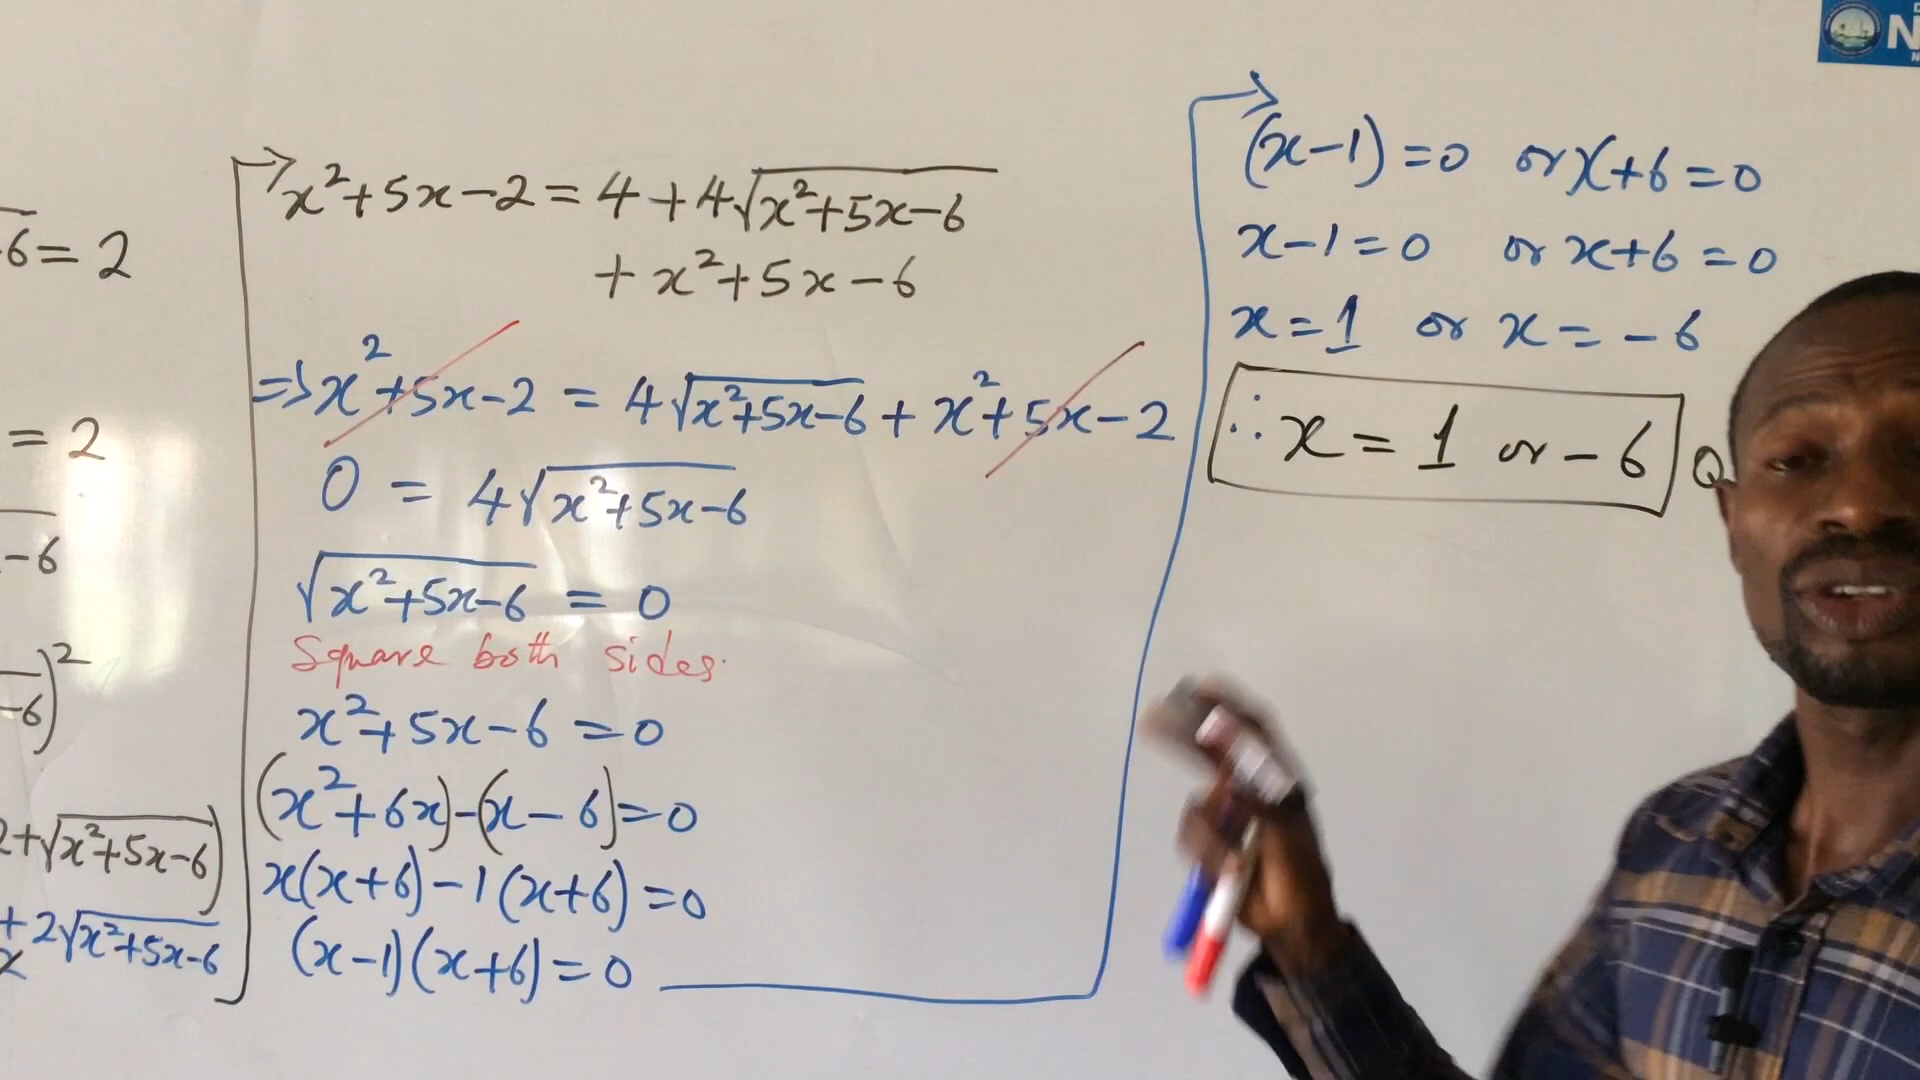 6 = 2
= 2
-6
-6)²
2+√x²+5x-6)
+2√x²+5x-6
x²+5x-2 = 4+4√x²+5x-6
+ x²+5x-6
=> x²+5x-2 = 4√x²+5x-6 + x²+5x-2
0 = 4√x²+5x-6
√x²+5x-6 = 0
Square both sides.
x²+5x-6 = 0
(x²+6x)-(x-6)=0
x(x+6)-1(x+6)=0
(x-1)(x+6)=0
(x-1)=0 or x+6=0
x-1=0 or x+6=0
x=1 or x=-6
∴ x = 1 or -6
Q
N